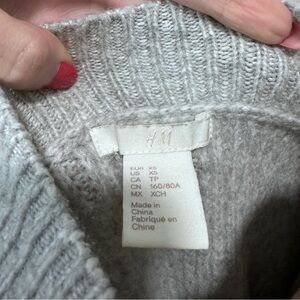 H&M
EUR XS
US XS
CA TP
CN 160/80A
MX XCH
Made in
China
Fabriqué en
Chine